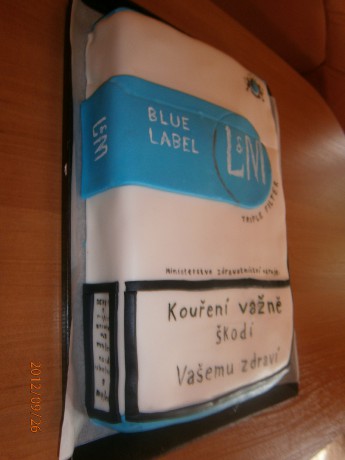 BLUE
LABEL
L&M
L&M
TRIPLE FILTER
Ministerstvo zdravotnictví varuje
Kouření vážně
škodí
Vašemu zdraví
2012/09/26